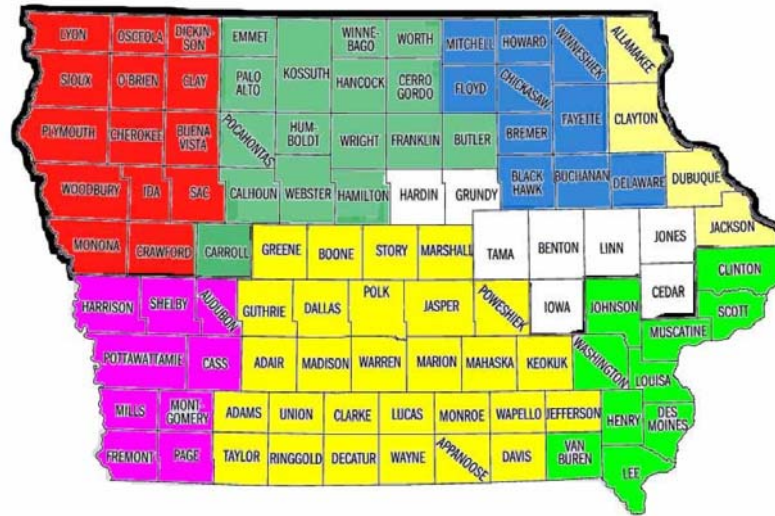 LYON OSCEOLA DICKIN-
SON EMMET WINNE-
BAGO WORTH MITCHELL HOWARD WINNESHIEK ALLAMAKEE
SIOUX O'BRIEN CLAY PALO
ALTO KOSSUTH HANCOCK CERRO
GORDO FLOYD CHICKASAW
PLYMOUTH CHEROKEE BUENA
VISTA POCAHONTAS HUM-
BOLDT WRIGHT FRANKLIN BUTLER BREMER FAYETTE CLAYTON
WOODBURY IDA SAC CALHOUN WEBSTER HAMILTON HARDIN GRUNDY BLACK
HAWK BUCHANAN DELAWARE DUBUQUE
MONONA CRAWFORD CARROLL GREENE BOONE STORY MARSHALL TAMA BENTON LINN JONES JACKSON
CLINTON
HARRISON SHELBY AUDUBON GUTHRIE DALLAS POLK JASPER POWESHIEK IOWA JOHNSON CEDAR SCOTT
MUSCATINE
POTTAWATTAMIE CASS ADAIR MADISON WARREN MARION MAHASKA KEOKUK WASHINGTON LOUISA
MILLS MONT-
GOMERY ADAMS UNION CLARKE LUCAS MONROE WAPELLO JEFFERSON HENRY DES
MOINES
FREMONT PAGE TAYLOR RINGGOLD DECATUR WAYNE APPANOOSE DAVIS VAN
BUREN LEE